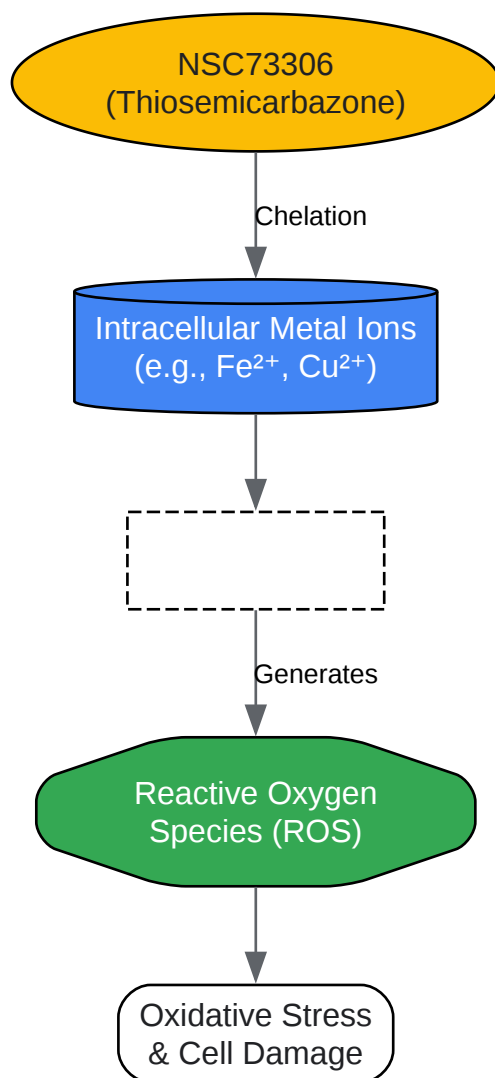 NSC73306
(Thiosemicarbazone)
Chelation
Intracellular Metal Ions
(e.g., Fe²⁺, Cu²⁺)
Generates
Reactive Oxygen
Species (ROS)
Oxidative Stress
& Cell Damage